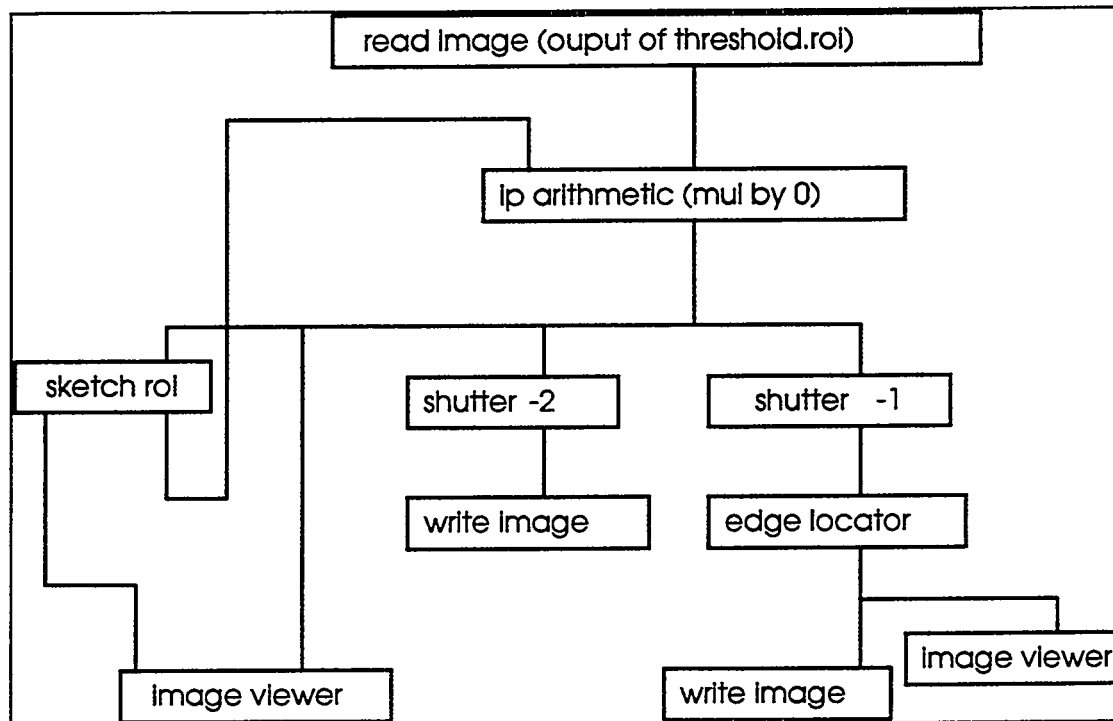 read image (ouput of threshold.roi)
ip arithmetic (mul by 0)
sketch roi
shutter -2
shutter -1
write image
edge locator
image viewer
image viewer
write image